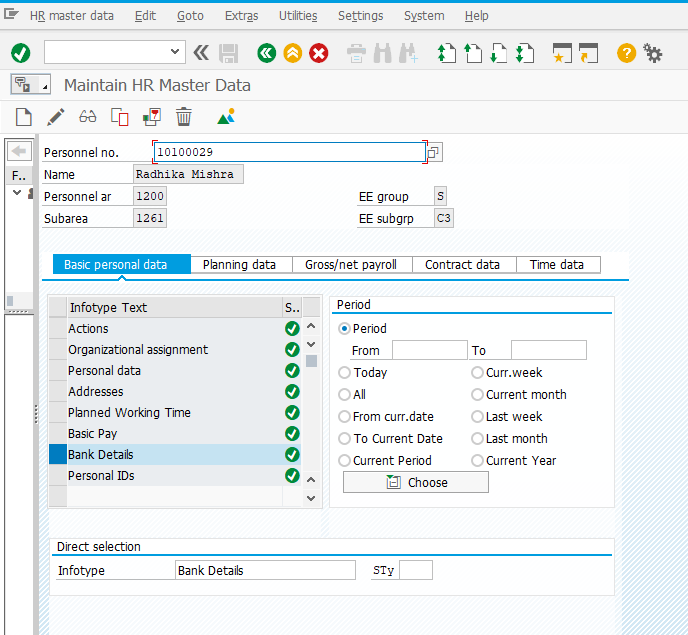 HR master data Edit Goto Extras Utilities Settings System Help
Maintain HR Master Data
Personnel no. 10100029
F..
Name Radhika Mishra
Personnel ar 1200 EE group S
Subarea 1261 EE subgrp C3
Basic personal data Planning data Gross/net payroll Contract data Time data
Infotype Text S..
Actions
Organizational assignment
Personal data
Addresses
Planned Working Time
Basic Pay
Bank Details
Personal IDs
Period
Period
From To
Today Curr.week
All Current month
From curr.date Last week
To Current Date Last month
Current Period Current Year
Choose
Direct selection
Infotype Bank Details STy